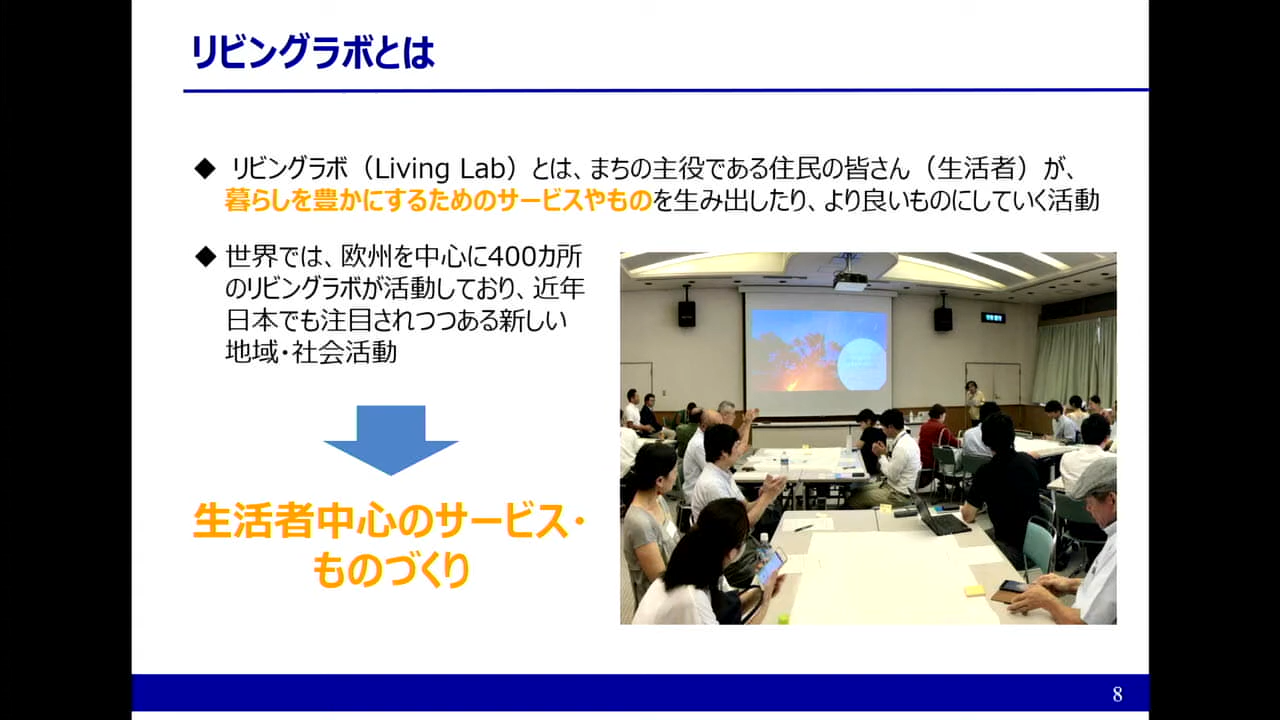 リビングラボとは
◆ リビングラボ（Living Lab）とは、まちの主役である住民の皆さん（生活者）が、
暮らしを豊かにするためのサービスやものを生み出したり、より良いものにしていく活動
◆ 世界では、欧州を中心に400カ所
のリビングラボが活動しており、近年
日本でも注目されつつある新しい
地域・社会活動
生活者中心のサービス・
ものづくり
8